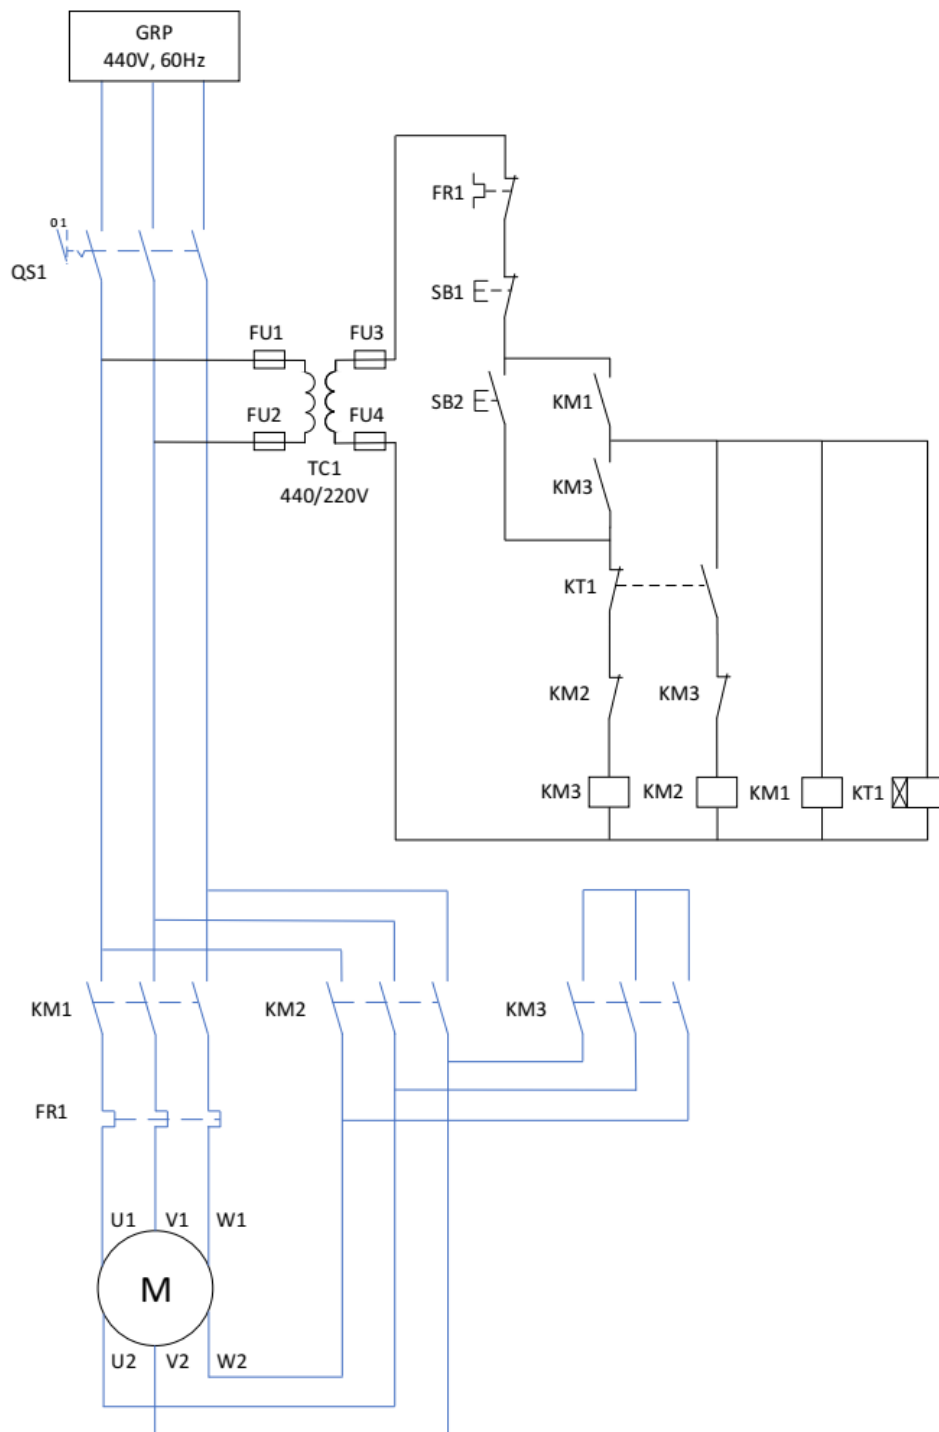 GRP
440V, 60Hz
0 1
QS1
FU1
FU3
FU2
FU4
TC1
440/220V
FR1
SB1
SB2
KM1
KM3
KT1
KM2
KM3
KM3
KM2
KM1
KT1
KM1
KM2
KM3
FR1
U1
V1
W1
M
U2
V2
W2